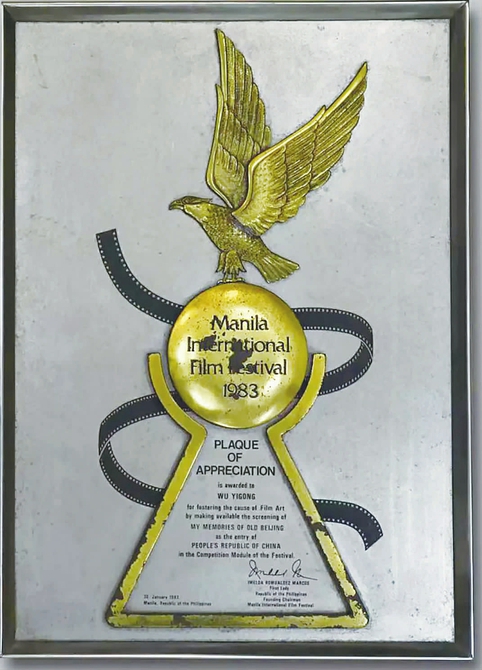 Manila
International
Film Festival
1983
PLAQUE
OF
APPRECIATION
is awarded to
WU YIGONG
for fostering the cause of Film Art
by making available the screening of
MY MEMORIES OF OLD BEIJING
as the entry of
PEOPLE'S REPUBLIC OF CHINA
in the Competition Module of the Festival.
IMELDA ROMUALDEZ MARCOS
First Lady
Republic of the Philippines
Founding Chairman
Manila International Film Festival
January 1983
Manila, Republic of the Philippines